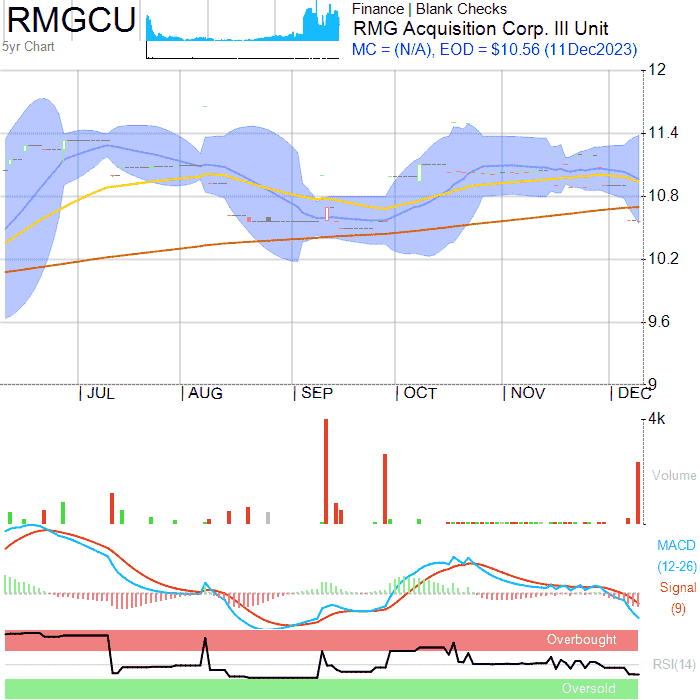 RMGCU
5yr Chart
Finance | Blank Checks
RMG Acquisition Corp. III Unit
MC = (N/A), EOD = $10.56 (11Dec2023)
12
11.4
10.8
10.2
9.6
9
JUL AUG SEP OCT NOV DEC
4k
Volume
MACD
(12-26)
Signal
(9)
Overbought
RSI(14)
Oversold